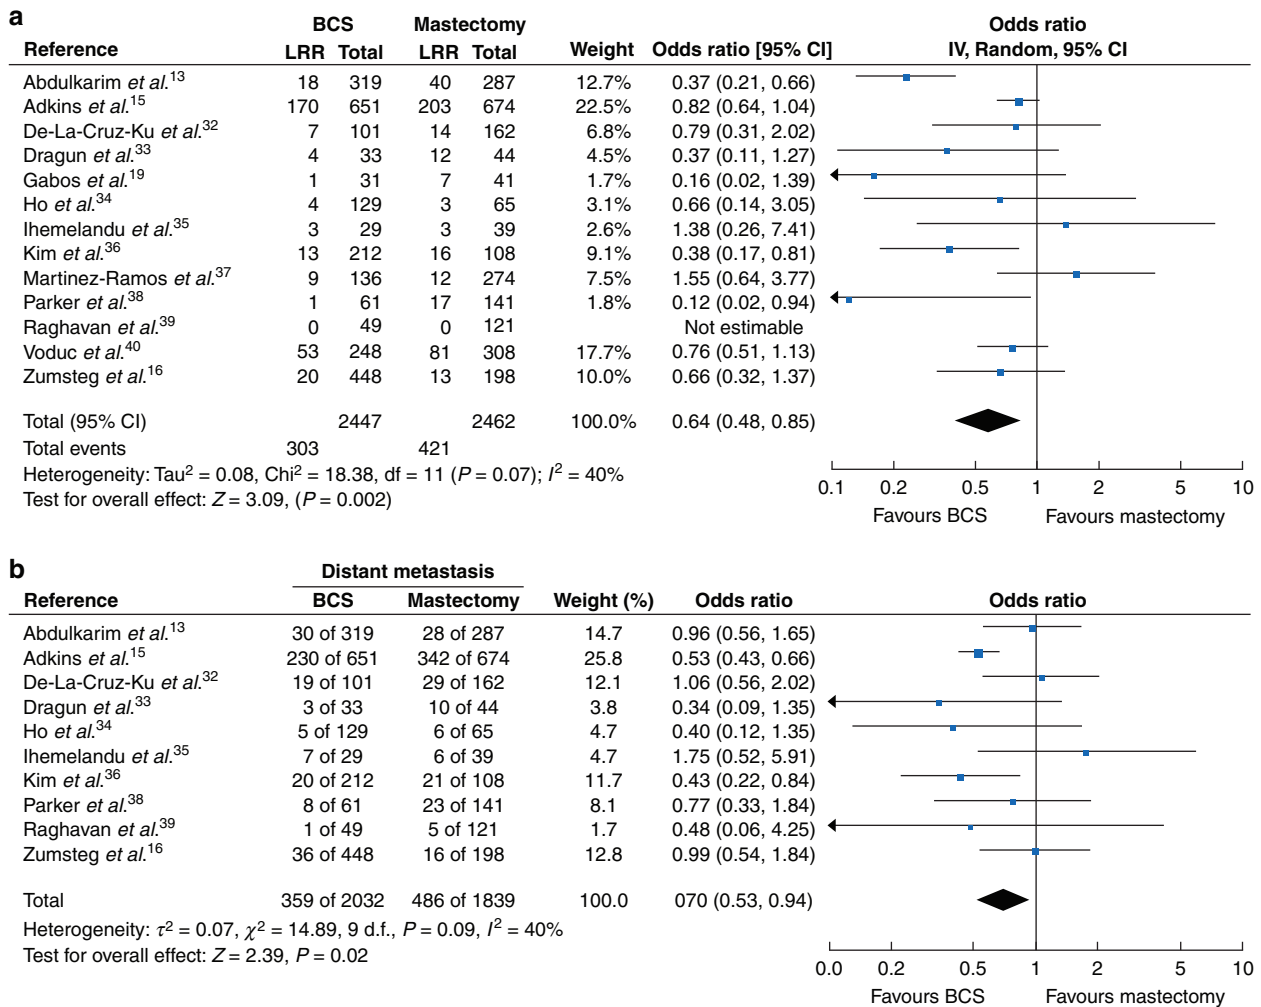 a
BCS Mastectomy Odds ratio
Reference LRR Total LRR Total Weight Odds ratio [95% CI] IV, Random, 95% CI
Abdulkarim et al.13 18 319 40 287 12.7% 0.37 (0.21, 0.66)
Adkins et al.15 170 651 203 674 22.5% 0.82 (0.64, 1.04)
De-La-Cruz-Ku et al.32 7 101 14 162 6.8% 0.79 (0.31, 2.02)
Dragun et al.33 4 33 12 44 4.5% 0.37 (0.11, 1.27)
Gabos et al.19 1 31 7 41 1.7% 0.16 (0.02, 1.39)
Ho et al.34 4 129 3 65 3.1% 0.66 (0.14, 3.05)
Ihemelandu et al.35 3 29 3 39 2.6% 1.38 (0.26, 7.41)
Kim et al.36 13 212 16 108 9.1% 0.38 (0.17, 0.81)
Martinez-Ramos et al.37 9 136 12 274 7.5% 1.55 (0.64, 3.77)
Parker et al.38 1 61 17 141 1.8% 0.12 (0.02, 0.94)
Raghavan et al.39 0 49 0 121 Not estimable
Voduc et al.40 53 248 81 308 17.7% 0.76 (0.51, 1.13)
Zumsteg et al.16 20 448 13 198 10.0% 0.66 (0.32, 1.37)
Total (95% CI) 2447 2462 100.0% 0.64 (0.48, 0.85)
Total events 303 421
Heterogeneity: Tau2 = 0.08, Chi2 = 18.38, df = 11 (P = 0.07); I2 = 40%
Test for overall effect: Z = 3.09, (P = 0.002)
0.1 0.2 0.5 1 2 5 10
Favours BCS Favours mastectomy
b
Distant metastasis
Reference BCS Mastectomy Weight (%) Odds ratio Odds ratio
Abdulkarim et al.13 30 of 319 28 of 287 14.7 0.96 (0.56, 1.65)
Adkins et al.15 230 of 651 342 of 674 25.8 0.53 (0.43, 0.66)
De-La-Cruz-Ku et al.32 19 of 101 29 of 162 12.1 1.06 (0.56, 2.02)
Dragun et al.33 3 of 33 10 of 44 3.8 0.34 (0.09, 1.35)
Ho et al.34 5 of 129 6 of 65 4.7 0.40 (0.12, 1.35)
Ihemelandu et al.35 7 of 29 6 of 39 4.7 1.75 (0.52, 5.91)
Kim et al.36 20 of 212 21 of 108 11.7 0.43 (0.22, 0.84)
Parker et al.38 8 of 61 23 of 141 8.1 0.77 (0.33, 1.84)
Raghavan et al.39 1 of 49 5 of 121 1.7 0.48 (0.06, 4.25)
Zumsteg et al.16 36 of 448 16 of 198 12.8 0.99 (0.54, 1.84)
Total 359 of 2032 486 of 1839 100.0 070 (0.53, 0.94)
Heterogeneity: τ2 = 0.07, χ2 = 14.89, 9 d.f., P = 0.09, I2 = 40%
Test for overall effect: Z = 2.39, P = 0.02
0.0 0.2 0.5 1 2 5 10
Favours BCS Favours mastectomy